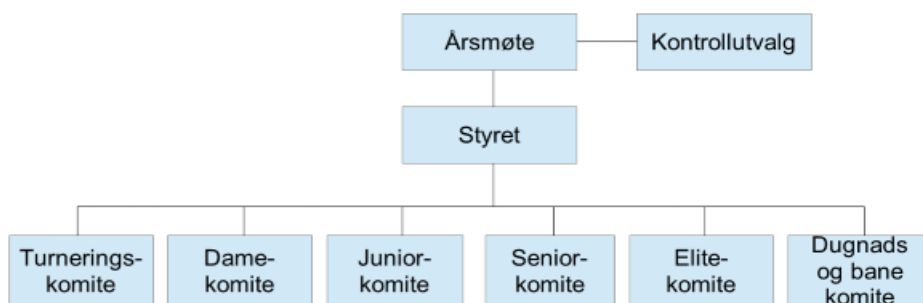 Årsmøte
Kontrollutvalg
Styret
Turnerings-
komite
Dame-
komite
Junior-
komite
Senior-
komite
Elite-
komite
Dugnads
og bane
komite